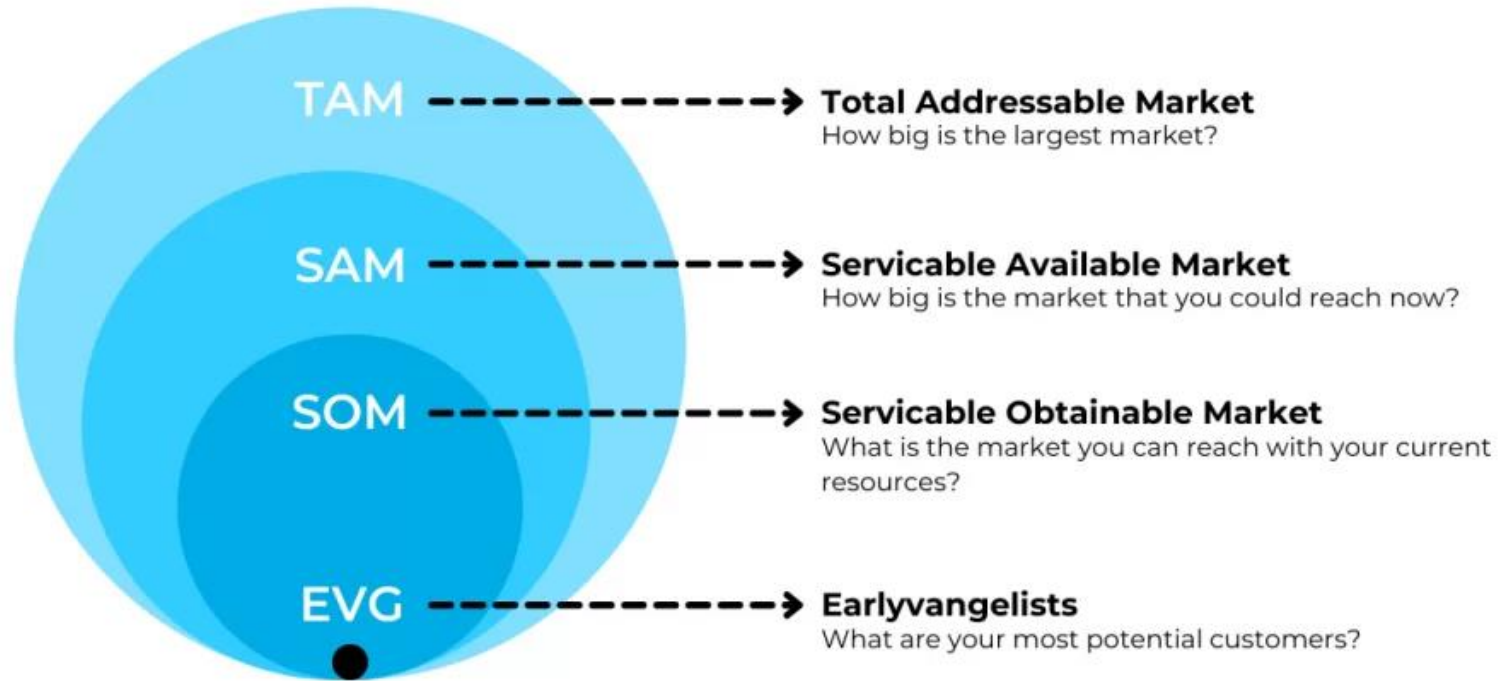 TAM
Total Addressable Market
How big is the largest market?
SAM
Servicable Available Market
How big is the market that you could reach now?
SOM
Servicable Obtainable Market
What is the market you can reach with your current
resources?
EVG
Earlyvangelists
What are your most potential customers?